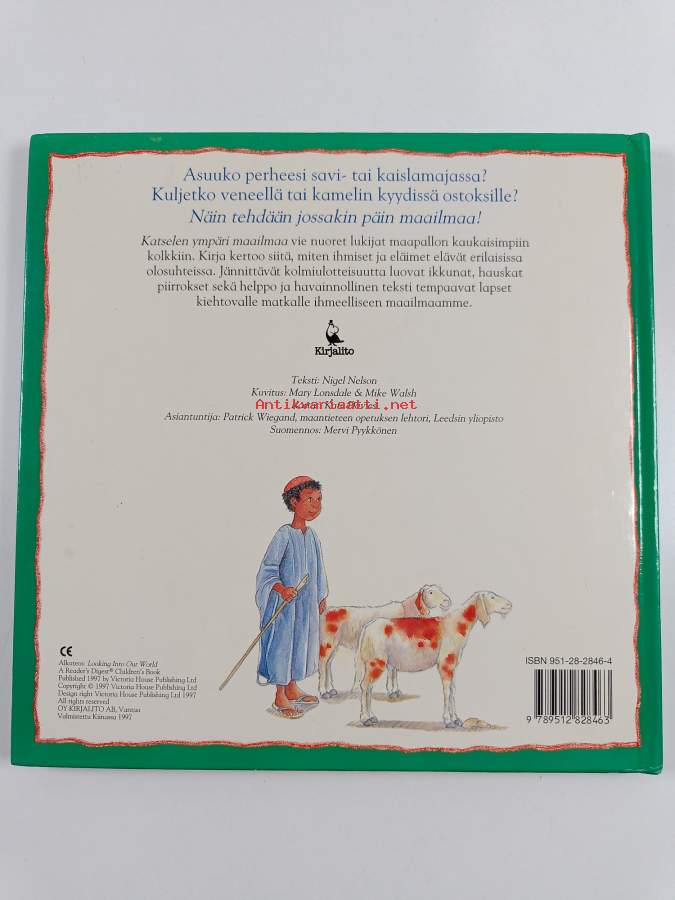 Asuuko perheesi savi- tai kaislamajassa?
Kuljetko veneellä tai kamelin kyydissä ostoksille?
Näin tehdään jossakin päin maailmaa!
Katselen ympäri maailmaa vie nuoret lukijat maapallon kaukaisimpiin
kolkkiin. Kirja kertoo siitä, miten ihmiset ja eläimet elävät erilaisissa
olosuhteissa. Jännittävät kolmiulotteisuutta luovat ikkunat, hauskat
piirrokset sekä helppo ja havainnollinen teksti tempaavat lapset
kiehtovalle matkalle ihmeelliseen maailmaamme.
Kirjalito
Teksti: Nigel Nelson
Kuvitus: Mary Lonsdale & Mike Walsh
Antikvariaatti.net
Asiantuntija: Patrick Wiegand, maantieteen opetuksen lehtori, Leedsin yliopisto
Suomennos: Mervi Pyykkönen
CE
Alkuteos: Looking Into Our World
A Reader's Digest® Children's Book
Published 1997 by Victoria House Publishing Ltd
Copyright © 1997 Victoria House Publishing Ltd
Design right Victoria House Publishing Ltd 1997
All rights reserved
OY KIRJALITO AB, Vantaa
Valmistettu Kiinassa 1997
ISBN 951-28-2846-4
9 789512 828463